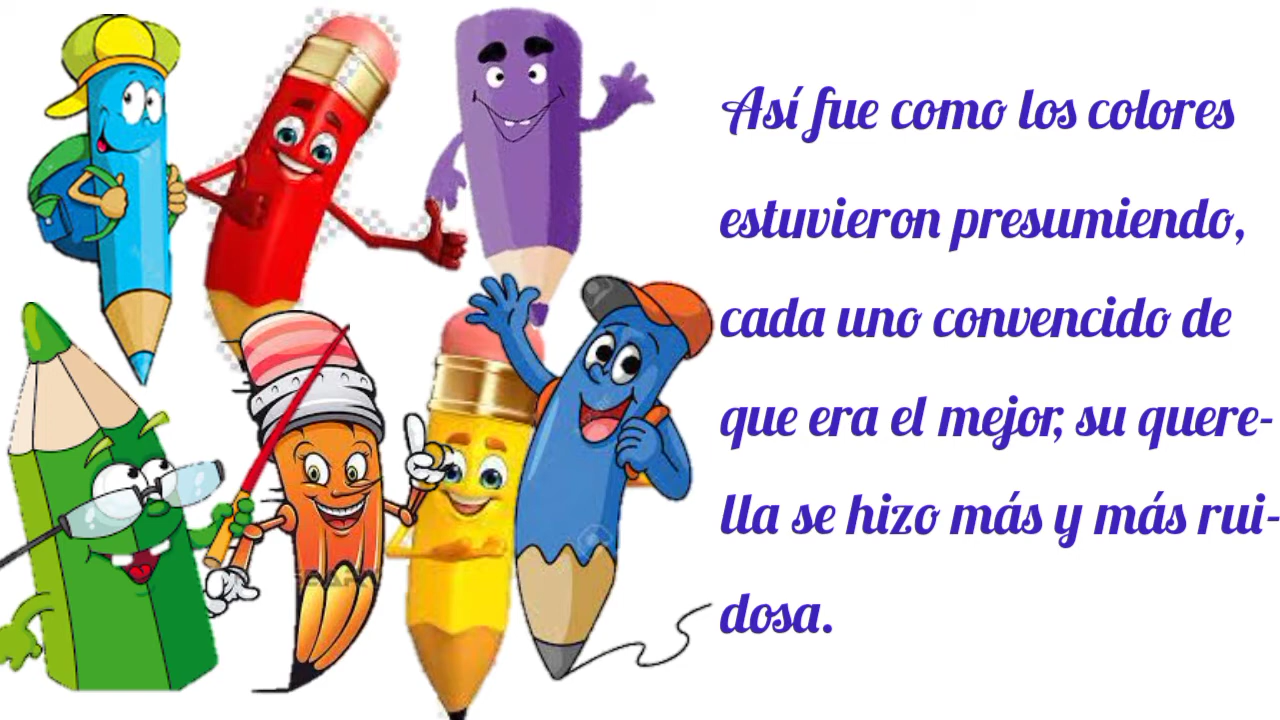 Así fue como los colores
estuvieron presumiendo,
cada uno convencido de
que era el mejor, su quere-
lla se hizo más y más rui-
dosa.